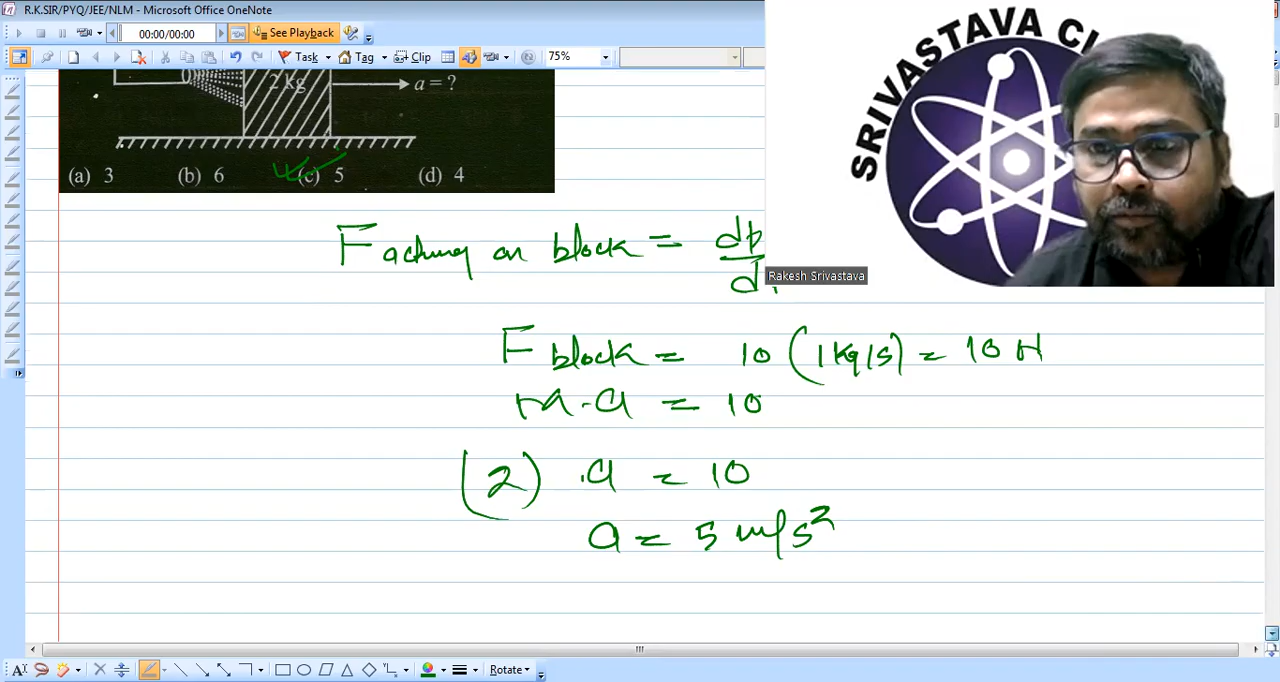 R.K.SIR/PYQ/JEE/NLM - Microsoft Office OneNote
00:00/00:00 See Playback
Task Tag Clip 75%
2 kg a = ?
(a) 3 (b) 6 (c) 5 (d) 4
SRIVASTAVA CL
F acting on block = dp
d
Rakesh Srivastava
F block = 10 (1 kg/s) = 10 N
m.a = 10
(2) .a = 10
a = 5 m/s²
Rotate